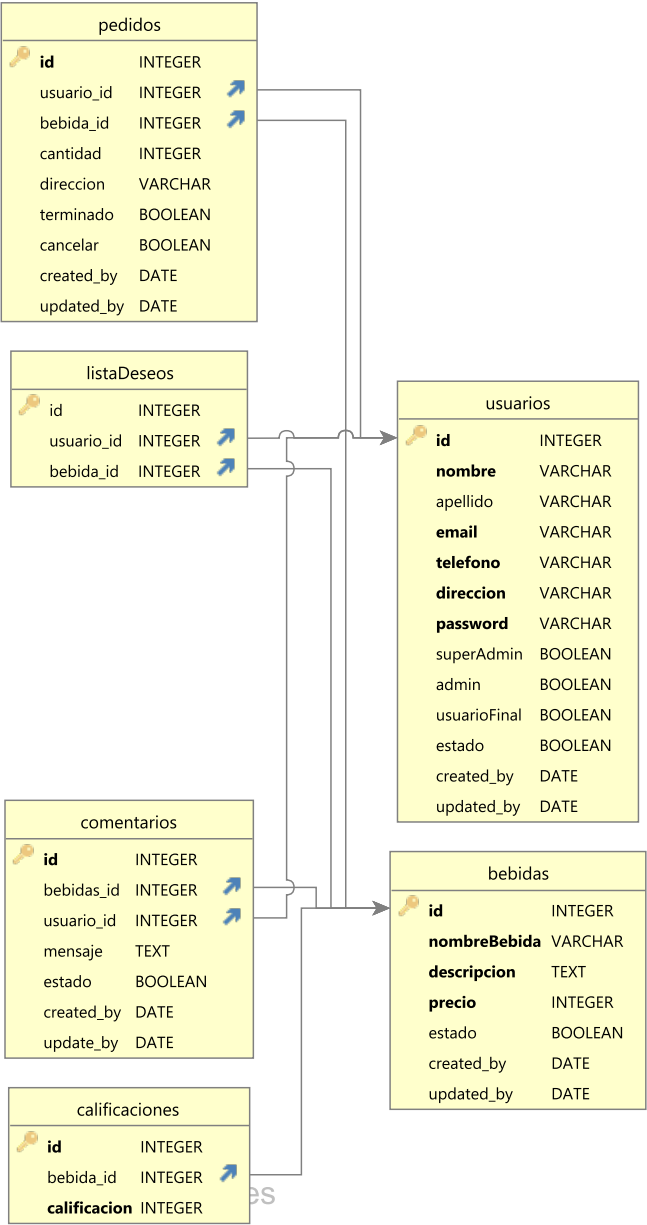 pedidos
id INTEGER
usuario_id INTEGER
bebida_id INTEGER
cantidad INTEGER
direccion VARCHAR
terminado BOOLEAN
cancelar BOOLEAN
created_by DATE
updated_by DATE
listaDeseos
id INTEGER
usuario_id INTEGER
bebida_id INTEGER
usuarios
id INTEGER
nombre VARCHAR
apellido VARCHAR
email VARCHAR
telefono VARCHAR
direccion VARCHAR
password VARCHAR
superAdmin BOOLEAN
admin BOOLEAN
usuarioFinal BOOLEAN
estado BOOLEAN
created_by DATE
updated_by DATE
comentarios
id INTEGER
bebidas_id INTEGER
usuario_id INTEGER
mensaje TEXT
estado BOOLEAN
created_by DATE
update_by DATE
bebidas
id INTEGER
nombreBebida VARCHAR
descripcion TEXT
precio INTEGER
estado BOOLEAN
created_by DATE
updated_by DATE
calificaciones
id INTEGER
bebida_id INTEGER
calificacion INTEGER